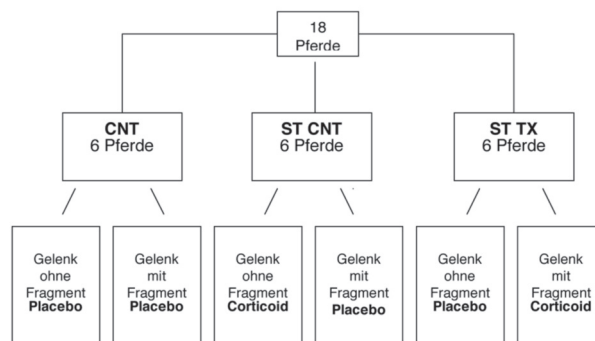 18
Pferde
CNT
6 Pferde
ST CNT
6 Pferde
ST TX
6 Pferde
Gelenk
ohne
Fragment
Placebo
Gelenk
mit
Fragment
Placebo
Gelenk
ohne
Fragment
Corticoid
Gelenk
mit
Fragment
Placebo
Gelenk
ohne
Fragment
Placebo
Gelenk
mit
Fragment
Corticoid